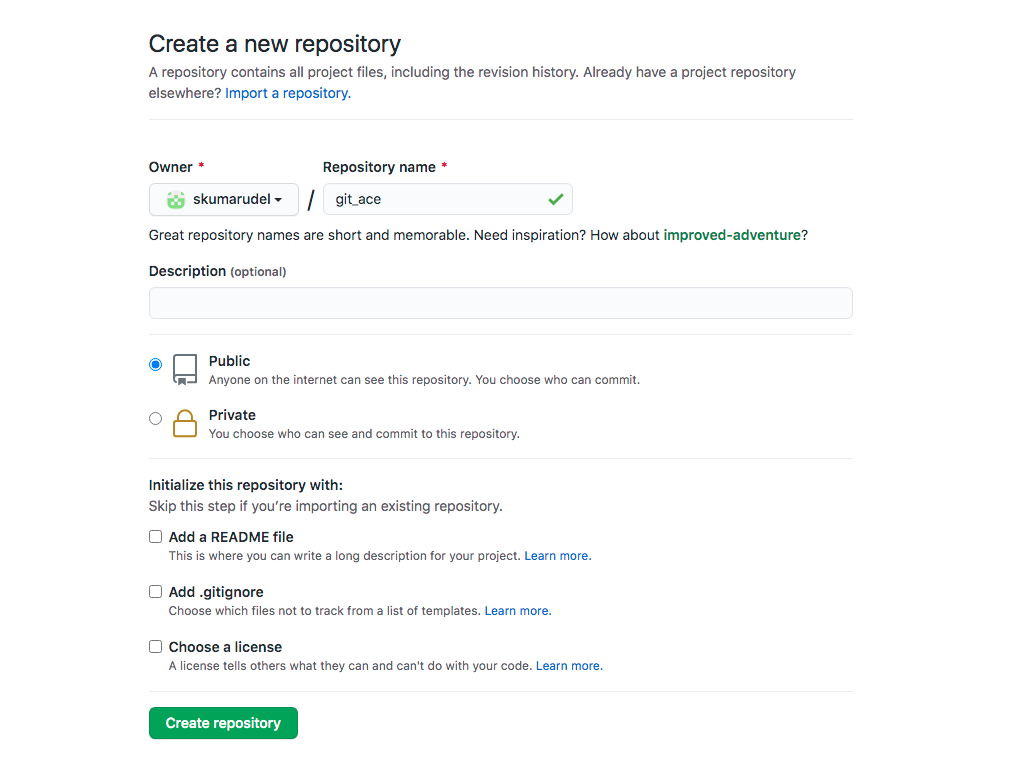 Create a new repository
A repository contains all project files, including the revision history. Already have a project repository
elsewhere? Import a repository.
Owner * Repository name *
skumarudel / git_ace
Great repository names are short and memorable. Need inspiration? How about improved-adventure?
Description (optional)
Public
Anyone on the internet can see this repository. You choose who can commit.
Private
You choose who can see and commit to this repository.
Initialize this repository with:
Skip this step if you’re importing an existing repository.
Add a README file
This is where you can write a long description for your project. Learn more.
Add .gitignore
Choose which files not to track from a list of templates. Learn more.
Choose a license
A license tells others what they can and can't do with your code. Learn more.
Create repository